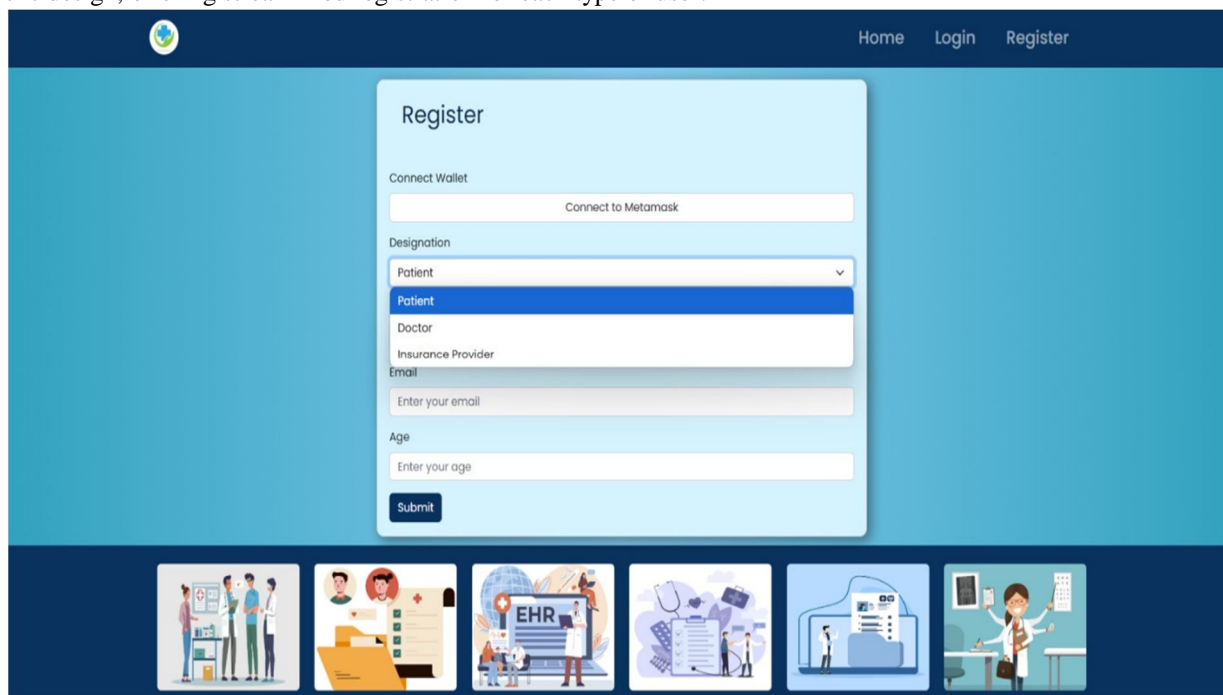 Home Login Register
Register
Connect Wallet
Connect to Metamask
Designation
Patient
Patient
Doctor
Insurance Provider
Email
Enter your email
Age
Enter your age
Submit
EHR